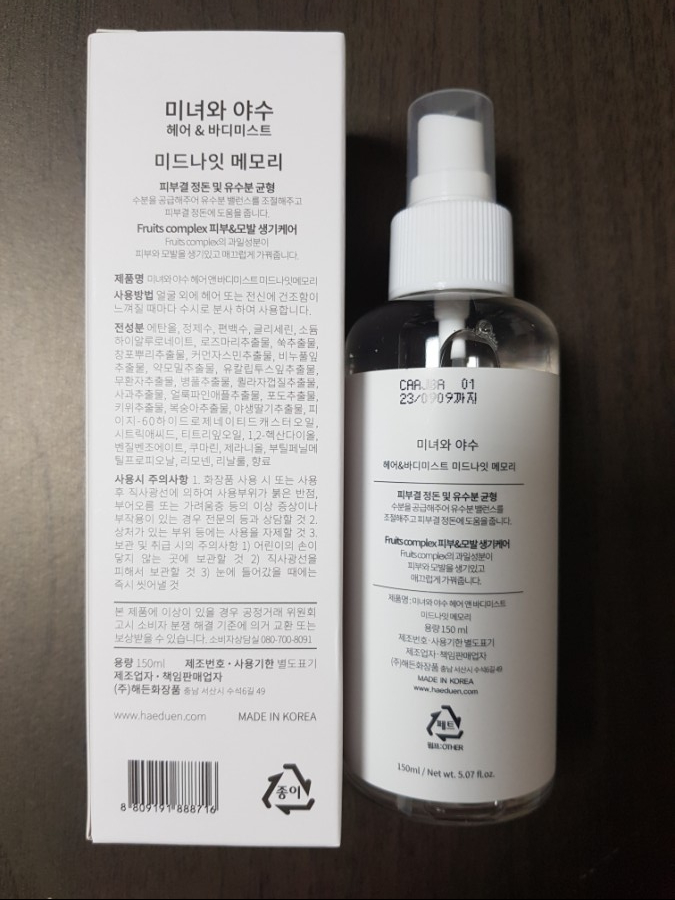 미녀와 야수
헤어 & 바디미스트
미드나잇 메모리
피부결 정돈 및 유수분 균형
수분을 공급해주어 유수분 밸런스를 조절해주고
피부결 정돈에 도움을 줍니다.
Fruits complex 피부&모발 생기케어
Fruits complex의 과일성분이
피부와 모발을 생기있고 매끄럽게 가꿔줍니다.
제품명 미녀와 야수 헤어 앤 바디미스트 미드나잇메모리
사용방법 얼굴 외에 헤어 또는 전신에 건조함이
느껴질 때마다 수시로 분사 하여 사용합니다.
전성분 에탄올, 정제수, 편백수, 글리세린, 소듐
하이알루로네이트, 로즈마리추출물, 쑥추출물,
창포뿌리추출물, 커먼자스민추출물, 비누풀잎
추출물, 약모밀추출물, 유칼립투스잎추출물,
무환자추출물, 병풀추출물, 퀼라자껍질추출물,
사과추출물, 얼룩파인애플추출물, 포도추출물,
키위추출물, 복숭아추출물, 야생딸기추출물, 피
이지-60하이드로제네이티드캐스터오일,
시트릭애씨드, 티트리잎오일, 1,2-헥산다이올,
벤질벤조에이트, 쿠마린, 제라니올, 부틸페닐메
틸프로피오날, 리모넨, 리날룰, 향료
사용시 주의사항 1. 화장품 사용 시 또는 사용
후 직사광선에 의하여 사용부위가 붉은 반점,
부어오름 또는 가려움증 등의 이상 증상이나
부작용이 있는 경우 전문의 등과 상담할 것 2.
상처가 있는 부위 등에는 사용을 자제할 것 3.
보관 및 취급 시의 주의사항 1) 어린이의 손이
닿지 않는 곳에 보관할 것 2) 직사광선을
피해서 보관할 것 3) 눈에 들어갔을 때에는
즉시 씻어낼 것
본 제품에 이상이 있을 경우 공정거래 위원회
고시 소비자 분쟁 해결 기준에 의거 교환 또는
보상받을 수 있습니다. 소비자상담실 080-700-8091
용량 150ml 제조번호·사용기한 별도표기
제조업자·책임판매업자
(주)해든화장품 충남 서산시 수석6길 49
www.haeduen.com MADE IN KOREA
8 809191 888716
종이
CAAJ8A 01
23/0909까지
미녀와 야수
헤어&바디미스트 미드나잇 메모리
피부결 정돈 및 유수분 균형
수분을 공급해주어 유수분 밸런스를
조절해주고 피부결 정돈에 도움을 줍니다.
Fruits complex 피부&모발 생기케어
Fruits complex의 과일성분이
피부와 모발을 생기있고
매끄럽게 가꿔줍니다.
제품명 : 미녀와 야수 헤어 앤 바디미스트
미드나잇 메모리
용량 150 ml
제조번호·사용기한 별도표기
제조업자·책임판매업자
(주)해든화장품 충남 서산시 수석6길 49
MADE IN KOREA
www.haeduen.com
페트
펌프:OTHER
150ml / Net wt. 5.07 fl.oz.